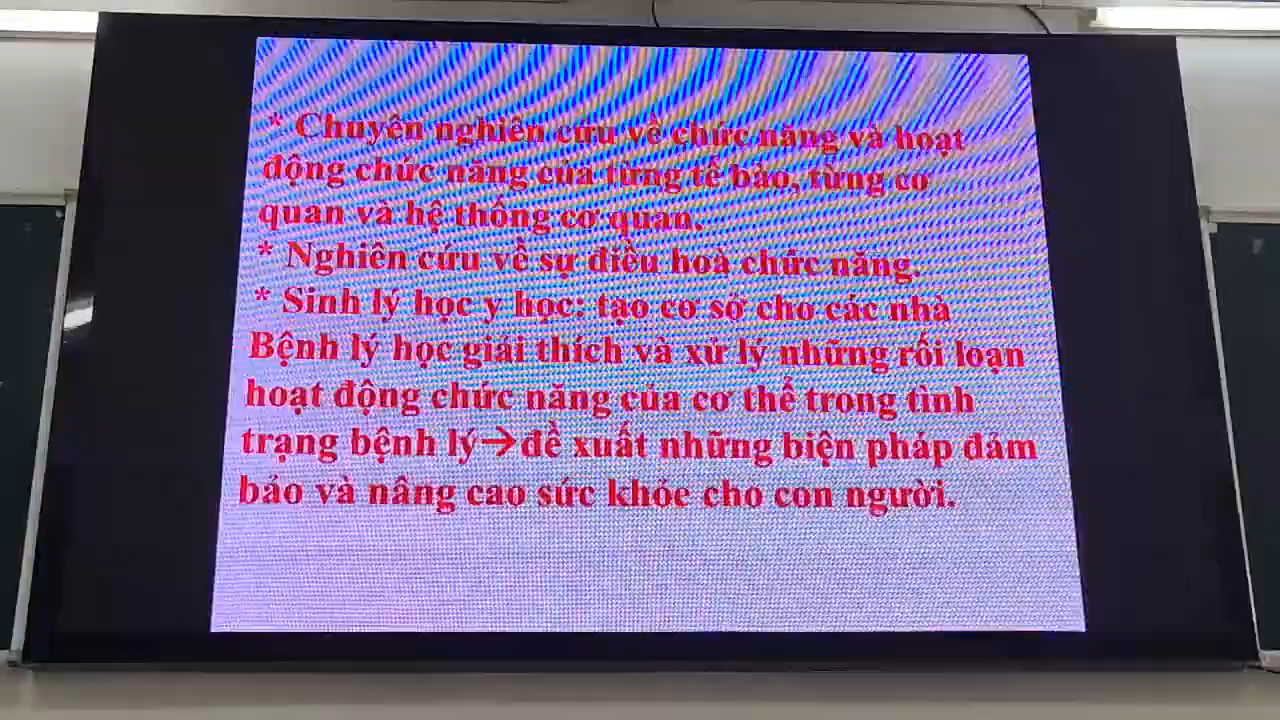 * Chuyên nghiên cứu về chức năng và hoạt
động chức năng của từng tế bào, từng cơ
quan và hệ thống cơ quan.
* Nghiên cứu về sự điều hoà chức năng.
* Sinh lý học y học: tạo cơ sở cho các nhà
Bệnh lý học giải thích và xử lý những rối loạn
hoạt động chức năng của cơ thể trong tình
trạng bệnh lý→đề xuất những biện pháp đảm
bảo và nâng cao sức khỏe cho con người.